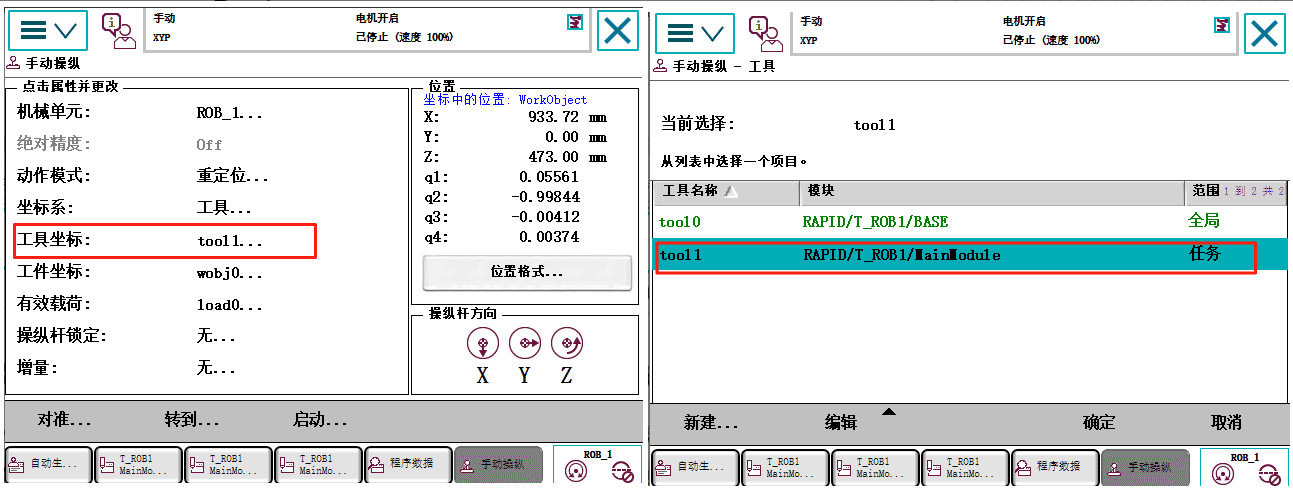 手动
XYP
电机开启
已停止 (速度 100%)
手动操纵
点击属性并更改
机械单元: ROB_1...
绝对精度: Off
动作模式: 重定位...
坐标系: 工具...
工具坐标: tool1...
工件坐标: wobj0...
有效载荷: load0...
操纵杆锁定: 无...
增量: 无...
位置
坐标中的位置: WorkObject
X: 933.72 mm
Y: 0.00 mm
Z: 473.00 mm
q1: 0.05561
q2: -0.99844
q3: -0.00412
q4: 0.00374
位置格式...
操纵杆方向
X Y Z
对准... 转到... 启动...
自动生...
T_ROB1
MainMo...
T_ROB1
MainMo...
T_ROB1
MainMo...
程序数据
手动操纵
ROB_1
手动
XYP
电机开启
已停止 (速度 100%)
手动操纵 - 工具
当前选择: tool1
从列表中选择一个项目。
工具名称 模块 范围 1 到 2 共 2
tool0 RAPID/T_ROB1/BASE 全局
tool1 RAPID/T_ROB1/MainModule 任务
新建... 编辑 确定 取消
自动生...
T_ROB1
MainMo...
T_ROB1
MainMo...
T_ROB1
MainMo...
程序数据
手动操纵
ROB_1